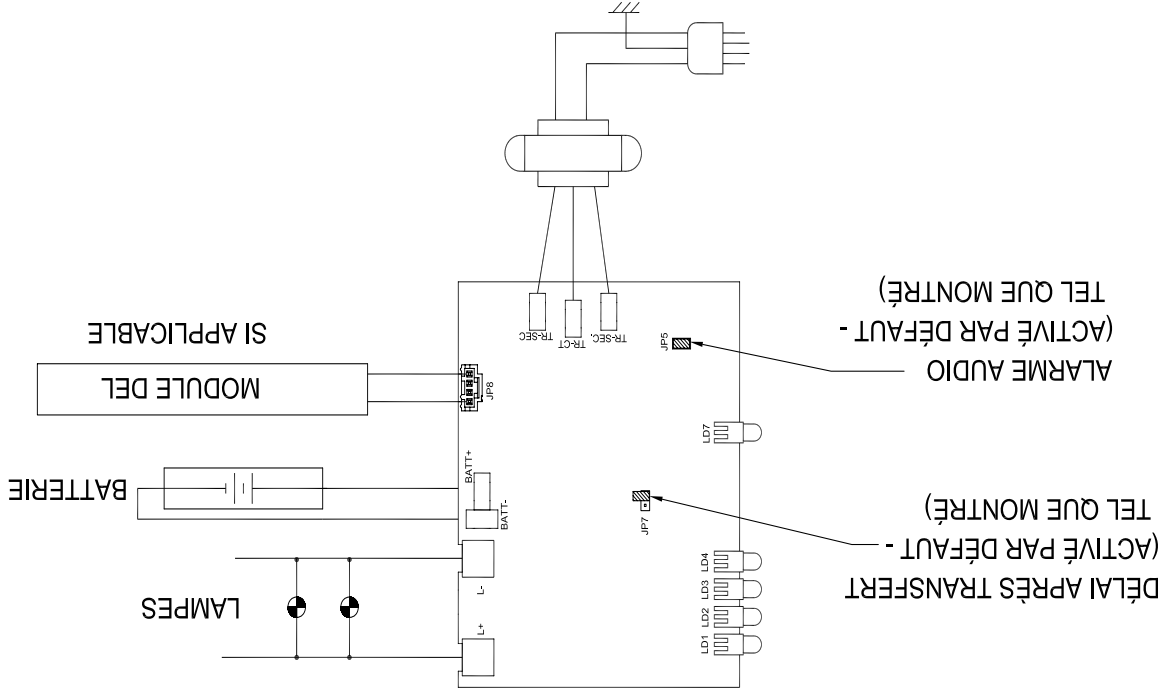 DÉLAI APRÈS TRANSFERT
(ACTIVÉ PAR DÉFAUT -
TEL QUE MONTRÉ)
ALARME AUDIO
(ACTIVÉ PAR DÉFAUT -
TEL QUE MONTRÉ)
LD1
LD2
LD3
LD4
JP7
LD7
JP5
TR-SEC.
TR-CT
TR-SEC
L+
L-
BATT-
BATT+
JP8
LAMPES
BATTERIE
MODULE DEL
SI APPLICABLE